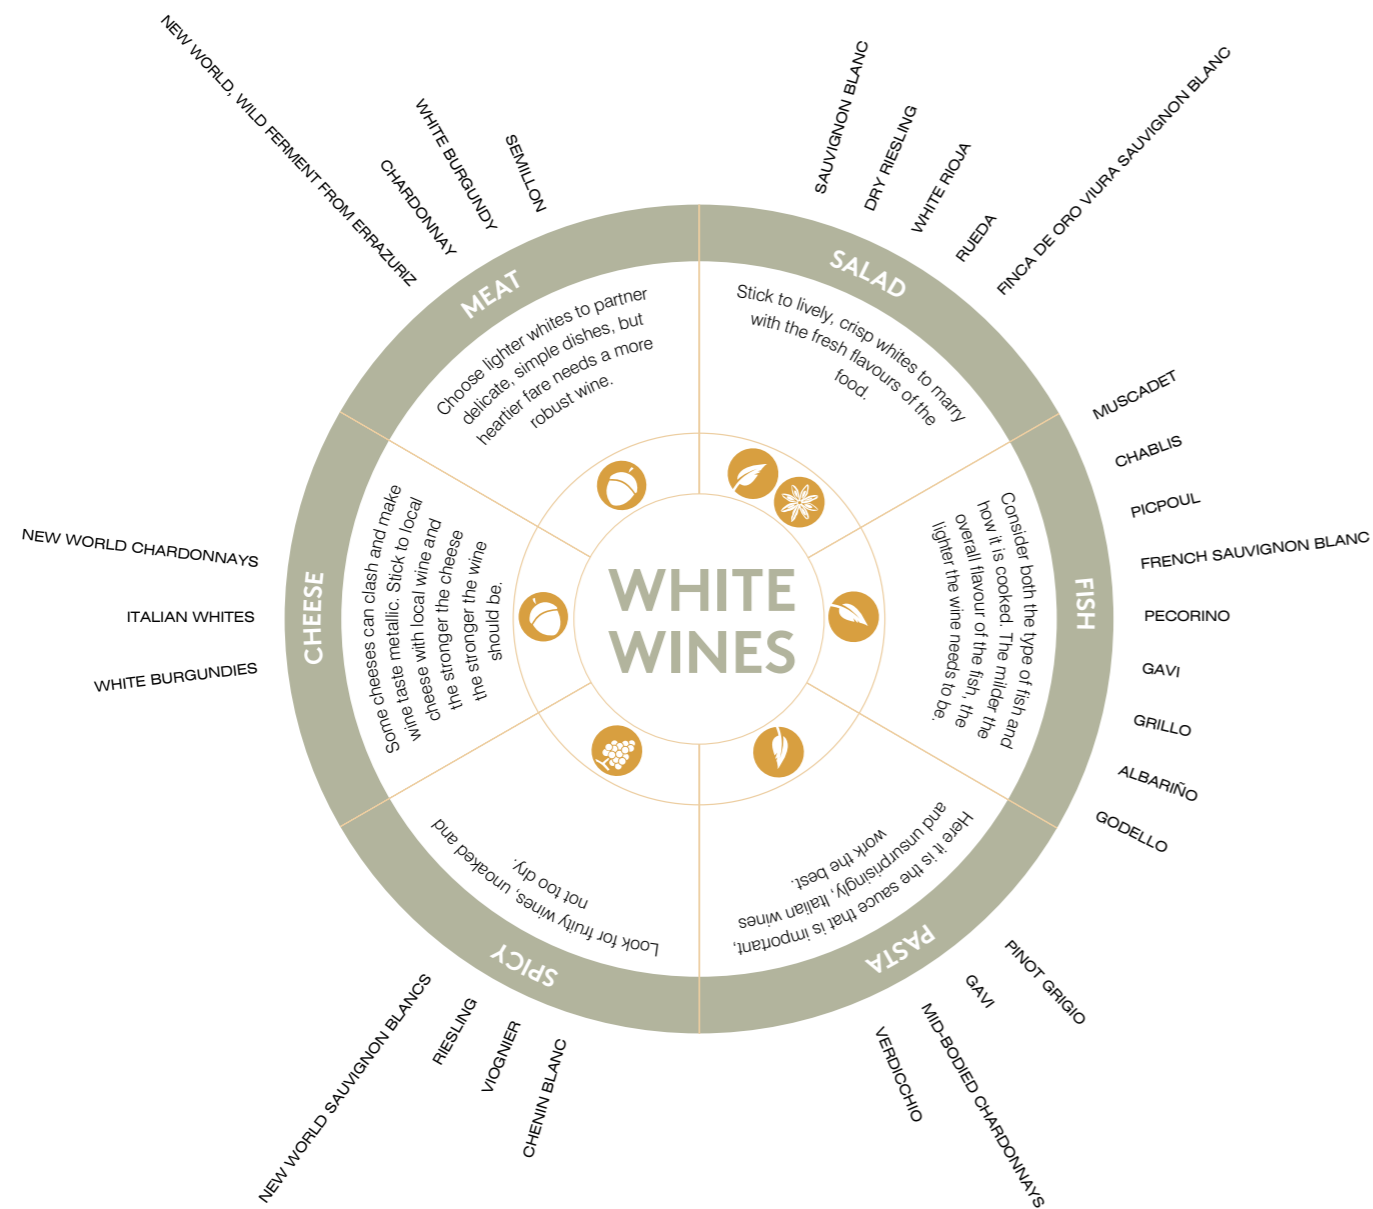 WHITE
WINES
MEAT
Choose lighter whites to partner
delicate, simple dishes, but
heartier fare needs a more
robust wine.
NEW WORLD, WILD FERMENT FROM ERRAZURIZ
CHARDONNAY
WHITE BURGUNDY
SEMILLON
SALAD
Stick to lively, crisp whites to marry
with the fresh flavours of the
food.
SAUVIGNON BLANC
DRY RIESLING
WHITE RIOJA
RUEDA
FINCA DE ORO VIURA SAUVIGNON BLANC
FISH
Consider both the type of fish and
how it is cooked. The milder the
overall flavour of the fish, the
lighter the wine needs to be.
MUSCADET
CHABLIS
PICPOUL
FRENCH SAUVIGNON BLANC
PECORINO
GAVI
GRILLO
ALBARIÑO
GODELLO
PASTA
Here it is the sauce that is important,
and unsurprisingly, Italian wines
work the best.
PINOT GRIGIO
GAVI
MID-BODIED CHARDONNAYS
VERDICCHIO
SPICY
Look for fruity wines, unoaked and
not too dry.
CHENIN BLANC
VIOGNIER
RIESLING
NEW WORLD SAUVIGNON BLANCS
CHEESE
Some cheeses can clash and make
wine taste metallic. Stick to local
cheese with local wine and
the stronger the cheese
the stronger the wine
should be.
WHITE BURGUNDIES
ITALIAN WHITES
NEW WORLD CHARDONNAYS